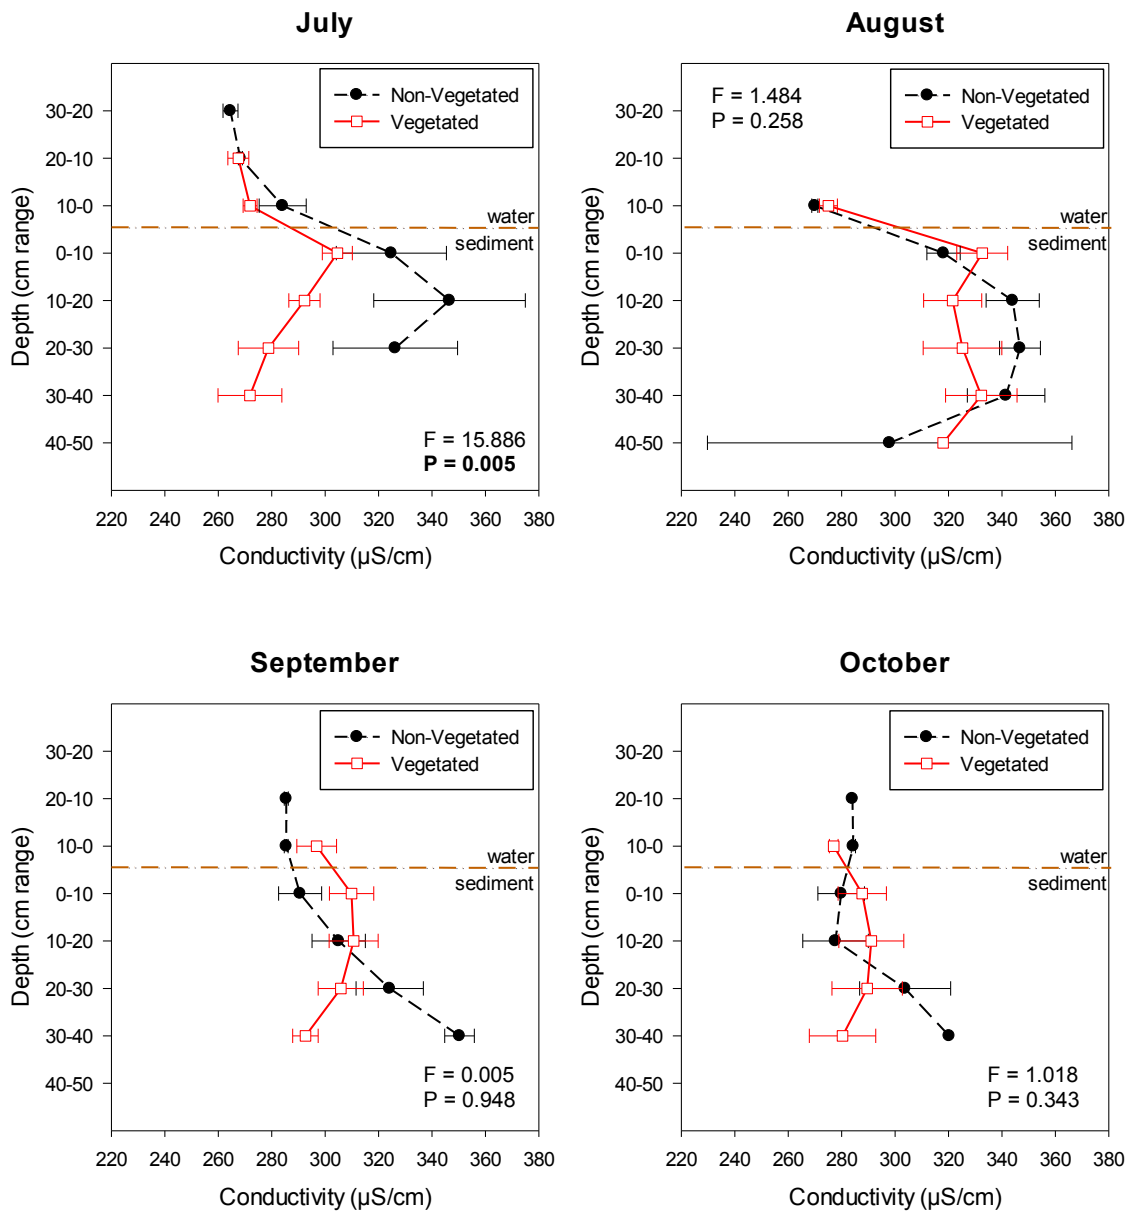 July
Non-Vegetated
Vegetated
30-20
20-10
10-0
0-10
10-20
20-30
30-40
40-50
Depth (cm range)
water
sediment
F = 15.886
P = 0.005
220 240 260 280 300 320 340 360 380
Conductivity (µS/cm)
August
F = 1.484
P = 0.258
Non-Vegetated
Vegetated
30-20
20-10
10-0
0-10
10-20
20-30
30-40
40-50
Depth (cm range)
water
sediment
220 240 260 280 300 320 340 360 380
Conductivity (µS/cm)
September
Non-Vegetated
Vegetated
30-20
20-10
10-0
0-10
10-20
20-30
30-40
40-50
Depth (cm range)
water
sediment
F = 0.005
P = 0.948
220 240 260 280 300 320 340 360 380
Conductivity (µS/cm)
October
Non-Vegetated
Vegetated
30-20
20-10
10-0
0-10
10-20
20-30
30-40
40-50
Depth (cm range)
water
sediment
F = 1.018
P = 0.343
220 240 260 280 300 320 340 360 380
Conductivity (µS/cm)